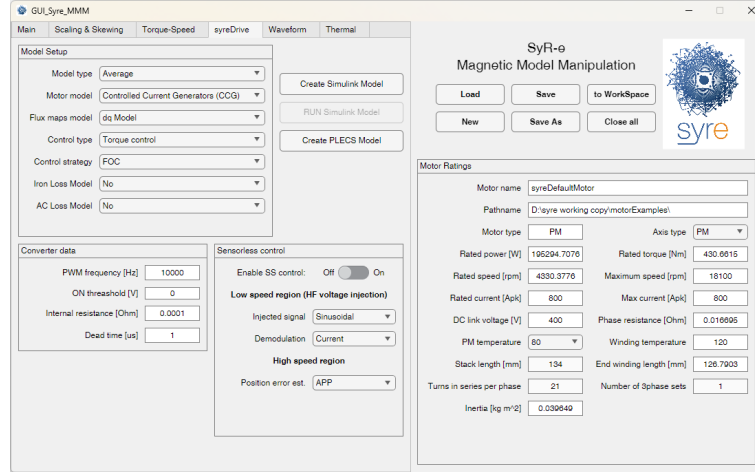 GUI_Syre_MMM
Main Scaling & Skewing Torque-Speed syreDrive Waveform Thermal
Model Setup
Model type Average
Motor model Controlled Current Generators (CCG)
Flux maps model dq Model
Control type Torque control
Control strategy FOC
Iron Loss Model No
AC Loss Model No
Create Simulink Model
RUN Simulink Model
Create PLECS Model
Converter data
PWM frequency [Hz] 10000
ON threashold [V] 0
Internal resistance [Ohm] 0.0001
Dead time [us] 1
Sensorless control
Enable SS control: Off On
Low speed region (HF voltage injection)
Injected signal Sinusoidal
Demodulation Current
High speed region
Position error est. APP
SyR-e
Magnetic Model Manipulation
Load Save to WorkSpace
New Save As Close all
syre
Motor Ratings
Motor name syreDefaultMotor
Pathname D:\syre working copy\motorExamples\
Motor type PM Axis type PM
Rated power [W] 195294.7076 Rated torque [Nm] 430.6615
Rated speed [rpm] 4330.3776 Maximum speed [rpm] 18100
Rated current [Apk] 800 Max current [Apk] 800
DC link voltage [V] 400 Phase resistance [Ohm] 0.016695
PM temperature 80 Winding temperature 120
Stack length [mm] 134 End winding length [mm] 126.7903
Turns in series per phase 21 Number of 3phase sets 1
Inertia [kg m^2] 0.039649